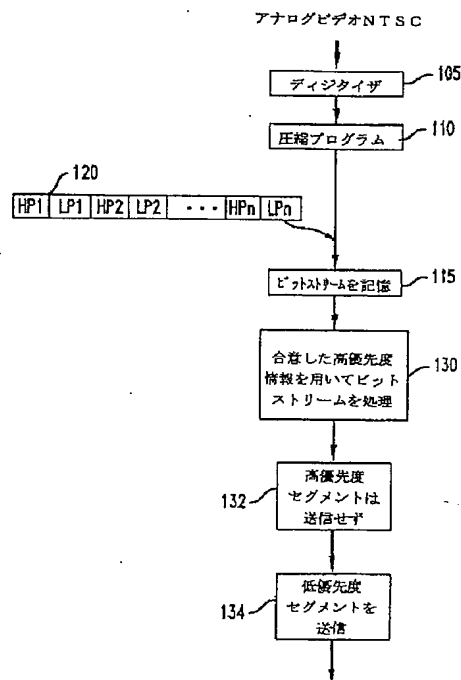 アナログビデオNTSC
ディジタイザ
105
圧縮プログラム
110
120
HP1 LP1 HP2 LP2 ・・・ HPn LPn
ビットストリームを記憶
115
合意した高優先度
情報を用いてビット
ストリームを処理
130
高優先度
セグメントは
送信せず
132
低優先度
セグメントを
送信
134